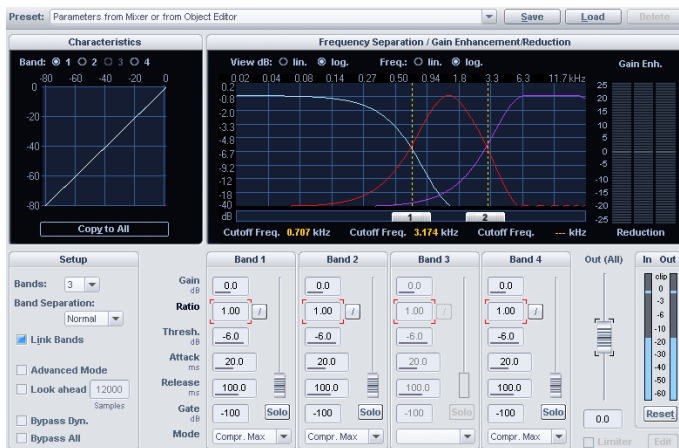 Preset: Parameters from Mixer or from Object Editor Save Load Delete
Characteristics
Band: 1 2 3 4
-80 -60 -40 -20 0
0
-20
-40
-60
-80
Copy to All
Frequency Separation / Gain Enhancement/Reduction
View dB: lin. log. Freq.: lin. log. Gain Enh.
0.02 0.04 0.08 0.14 0.27 0.50 0.94 1.8 3.3 6.3 11.7 kHz
0.2
-0.8
-2.0
-3.3
-4.8
-6.7
-9.2
-12
-18
-40
dB
1 2
25
20
15
10
5
0
-5
-10
-15
-20
-25
Cutoff Freq. 0.707 kHz Cutoff Freq. 3.174 kHz Cutoff Freq. --- kHz Reduction
Setup
Bands: 3
Band Separation:
Normal
Link Bands
Advanced Mode
Look ahead 12000
Samples
Bypass Dyn.
Bypass All
Band 1 Band 2 Band 3 Band 4
Gain dB 0.0 0.0 0.0 0.0
Ratio 1.00 / 1.00 / 1.00 / 1.00 /
Thresh. dB -6.0 -6.0 -6.0 -6.0
Attack ms 20.0 20.0 20.0 20.0
Release ms 100.0 100.0 100.0 100.0
Gate dB -100 Solo -100 Solo -100 Solo -100 Solo
Mode Compr. Max Compr. Max Compr. Max
Out (All)
0.0
Limiter
In Out
clip
0
-3
-6
-10
-20
-30
-40
-50
-60
Reset
Edit